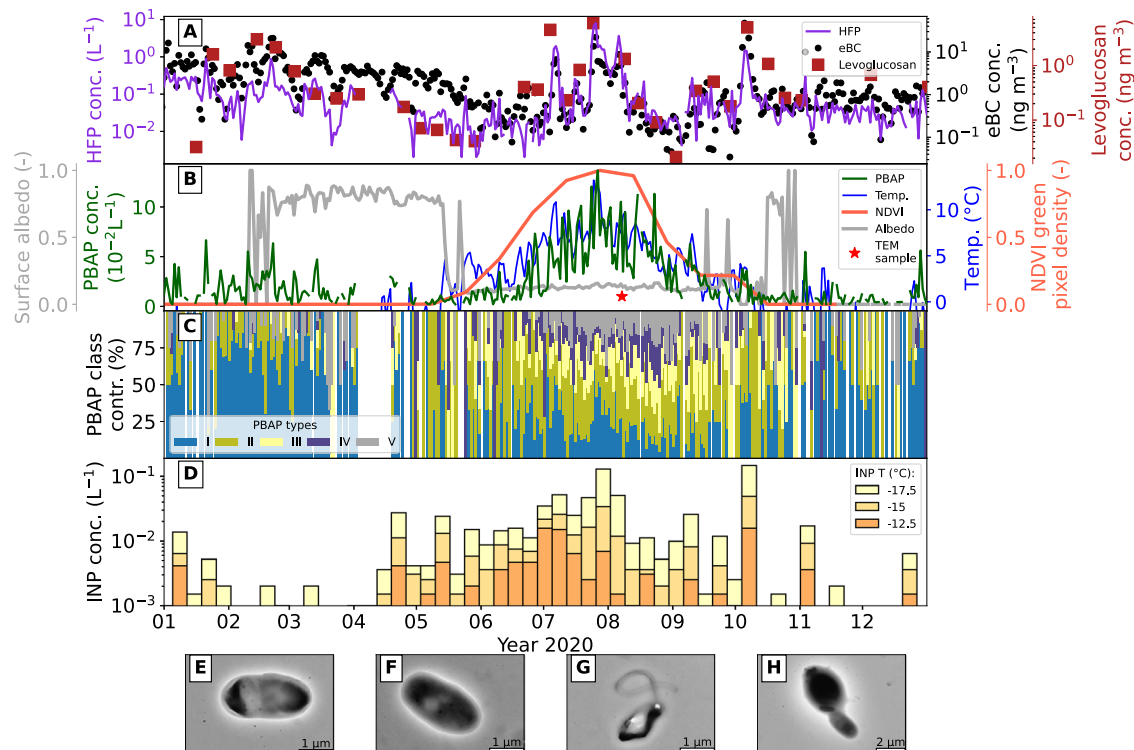 A
HFP conc. (L⁻¹)
10¹
10⁰
10⁻¹
10⁻²
HFP
eBC
Levoglucosan
10¹
10⁰
10⁻¹
eBC conc.
(ng m⁻³)
10⁰
10⁻¹
Levoglucosan
conc. (ng m⁻³)
B
Surface albedo (-)
1.0
0.5
0.0
PBAP conc.
(10⁻²L⁻¹)
10
5
0
PBAP
Temp.
NDVI
Albedo
TEM
sample
10
5
0
Temp. (°C)
1.0
0.5
0.0
NDVI green
pixel density (-)
C
PBAP class
contr. (%)
75
50
25
PBAP types
I II III IV V
D
INP conc. (L⁻¹)
10⁻¹
10⁻²
10⁻³
INP T (°C):
-17.5
-15
-12.5
01 02 03 04 05 06 07 08 09 10 11 12
Year 2020
E
1 μm
F
1 μm
G
1 μm
H
2 μm